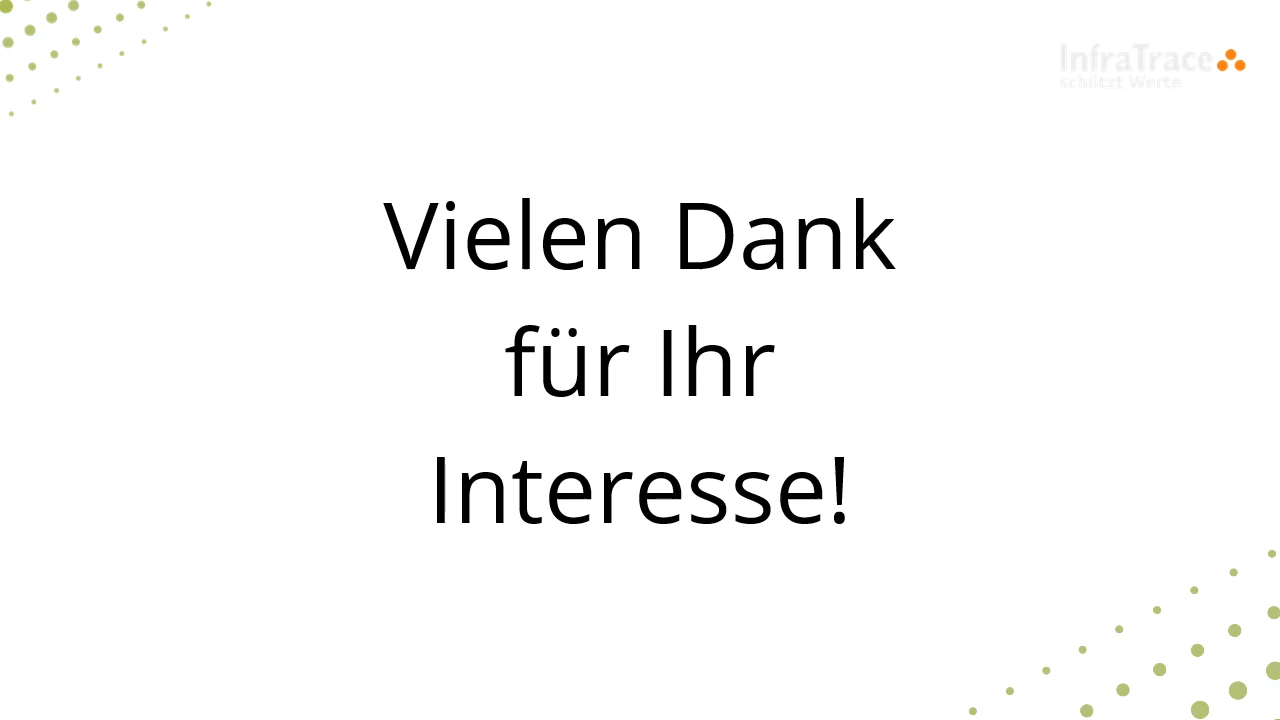 InfraTrace
schützt Werte
Vielen Dank
für Ihr
Interesse!